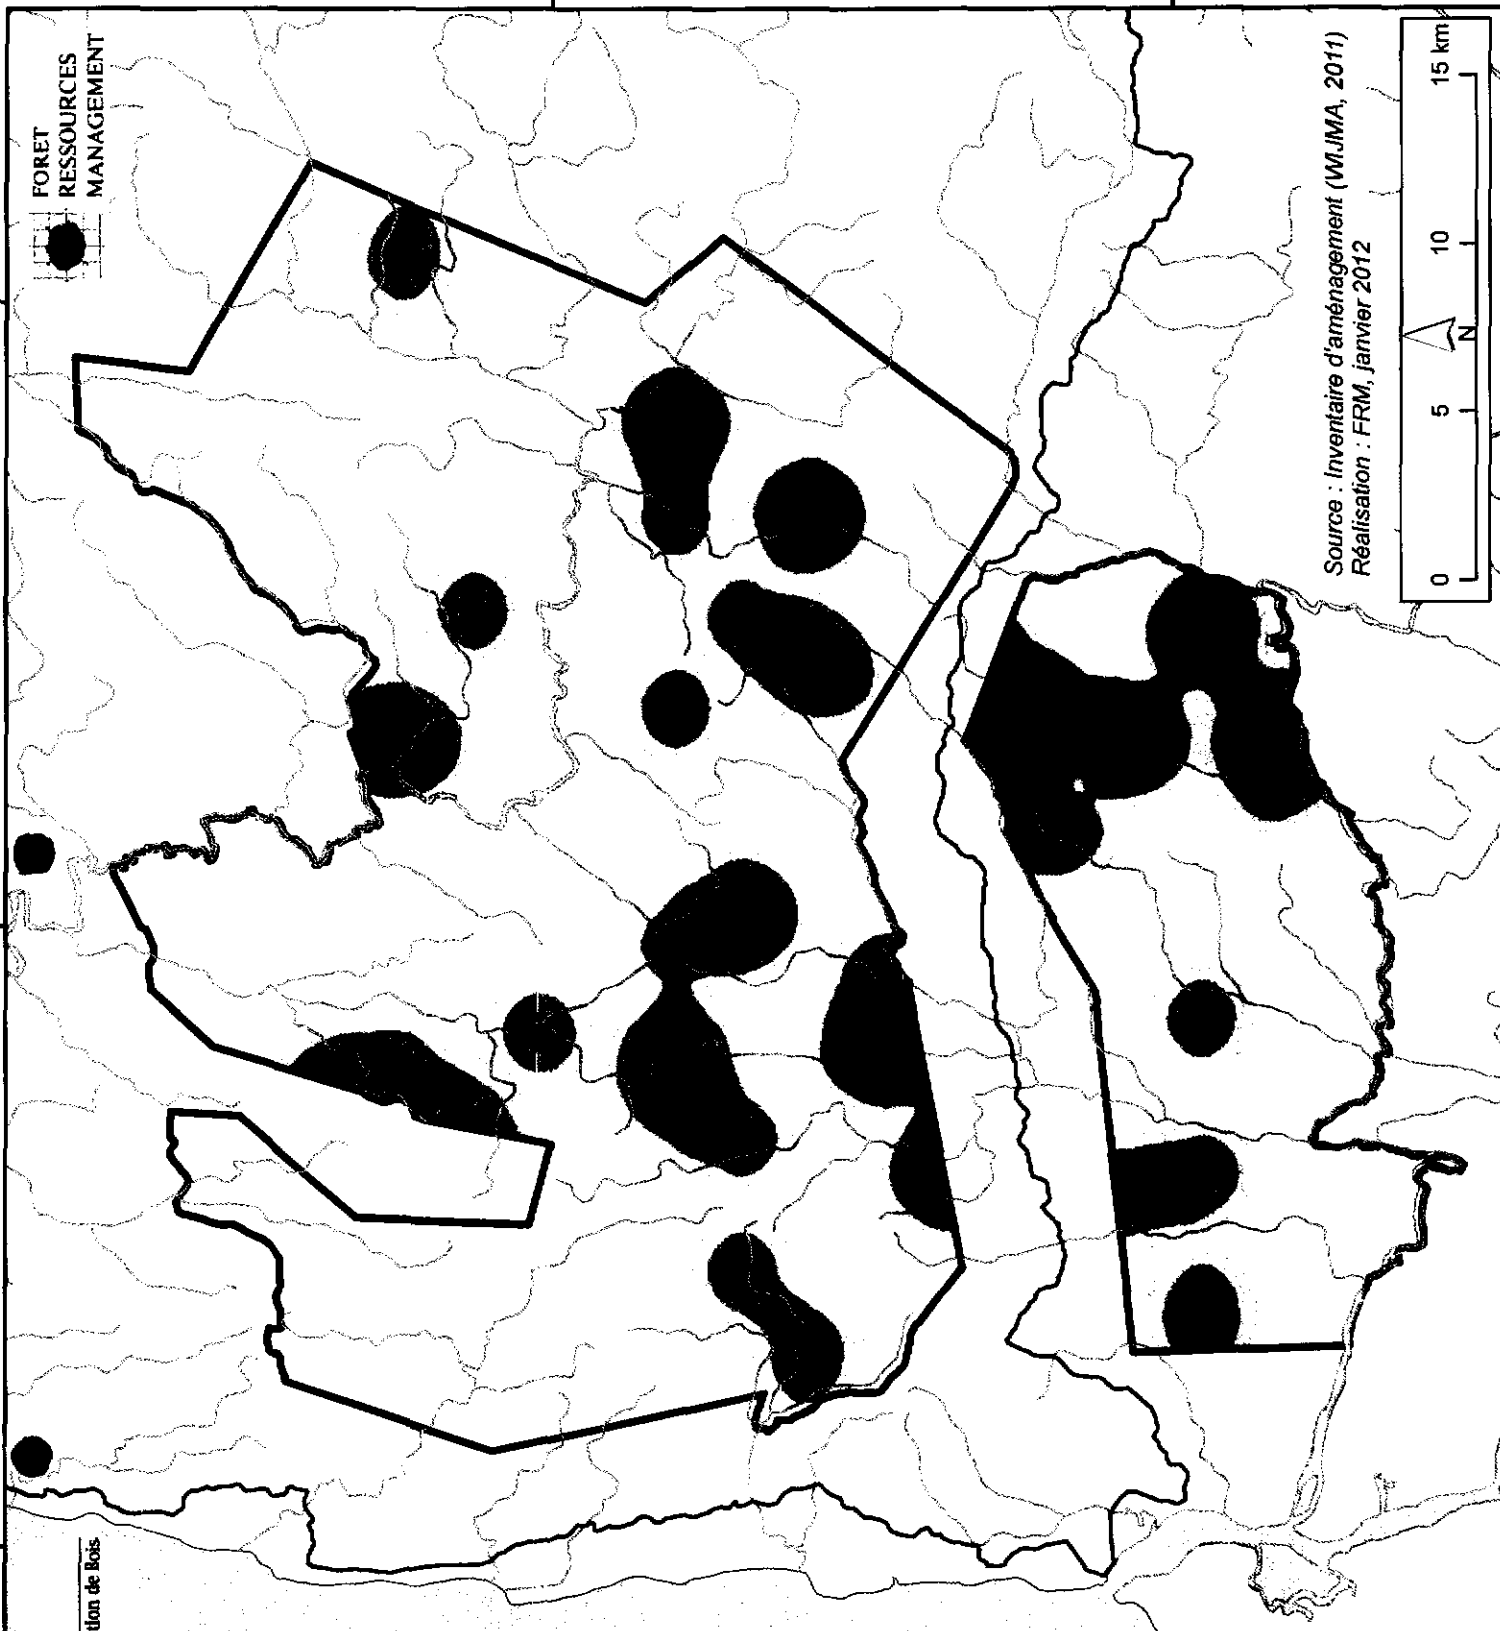 FORET
RESSOURCES
MANAGEMENT
tion de Bois
Source : Inventaire d'aménagement (WIJMA, 2011)
Réalisation : FRM, janvier 2012
0 5 10 15 km
N